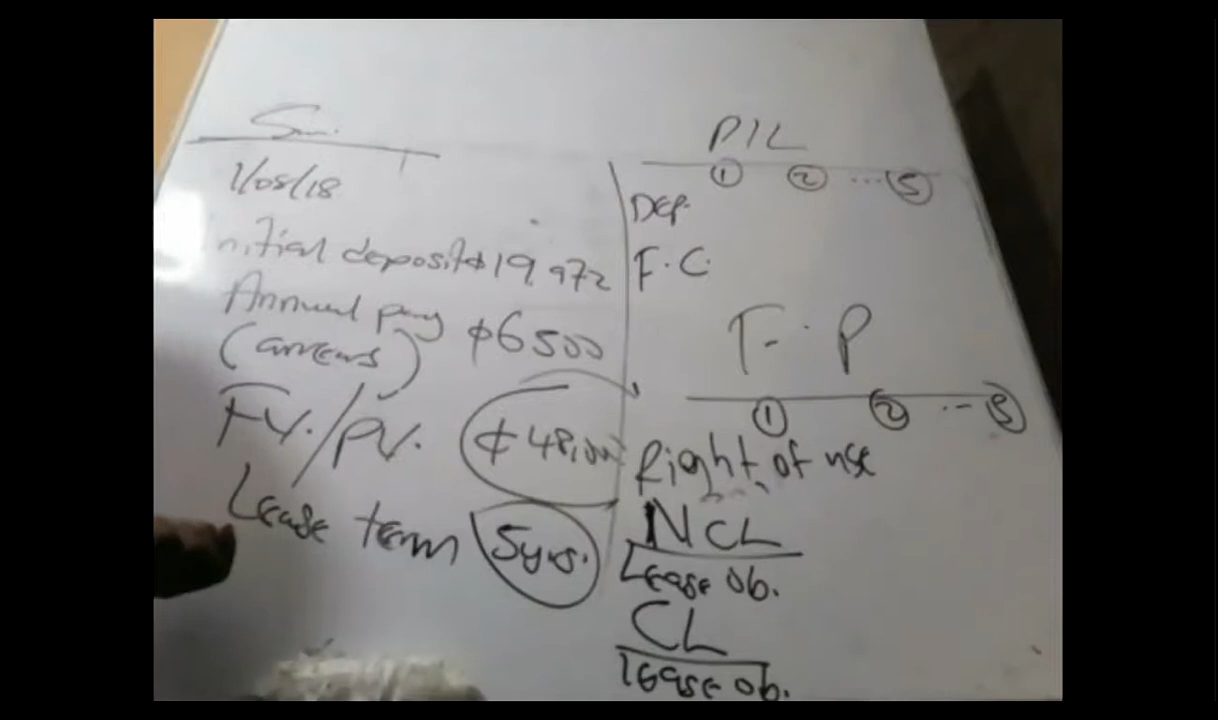 1/05/18
nitial deposit $19,972
Annual pay $6500
(arrears)
FV./PV. ¢48,000
Lease term 5yrs.
P/L
① ② ... ⑤
DEP.
F.C.
F.P
① ② -- ⑤
Right of use
NCL
Lease ob.
CL
lease ob.